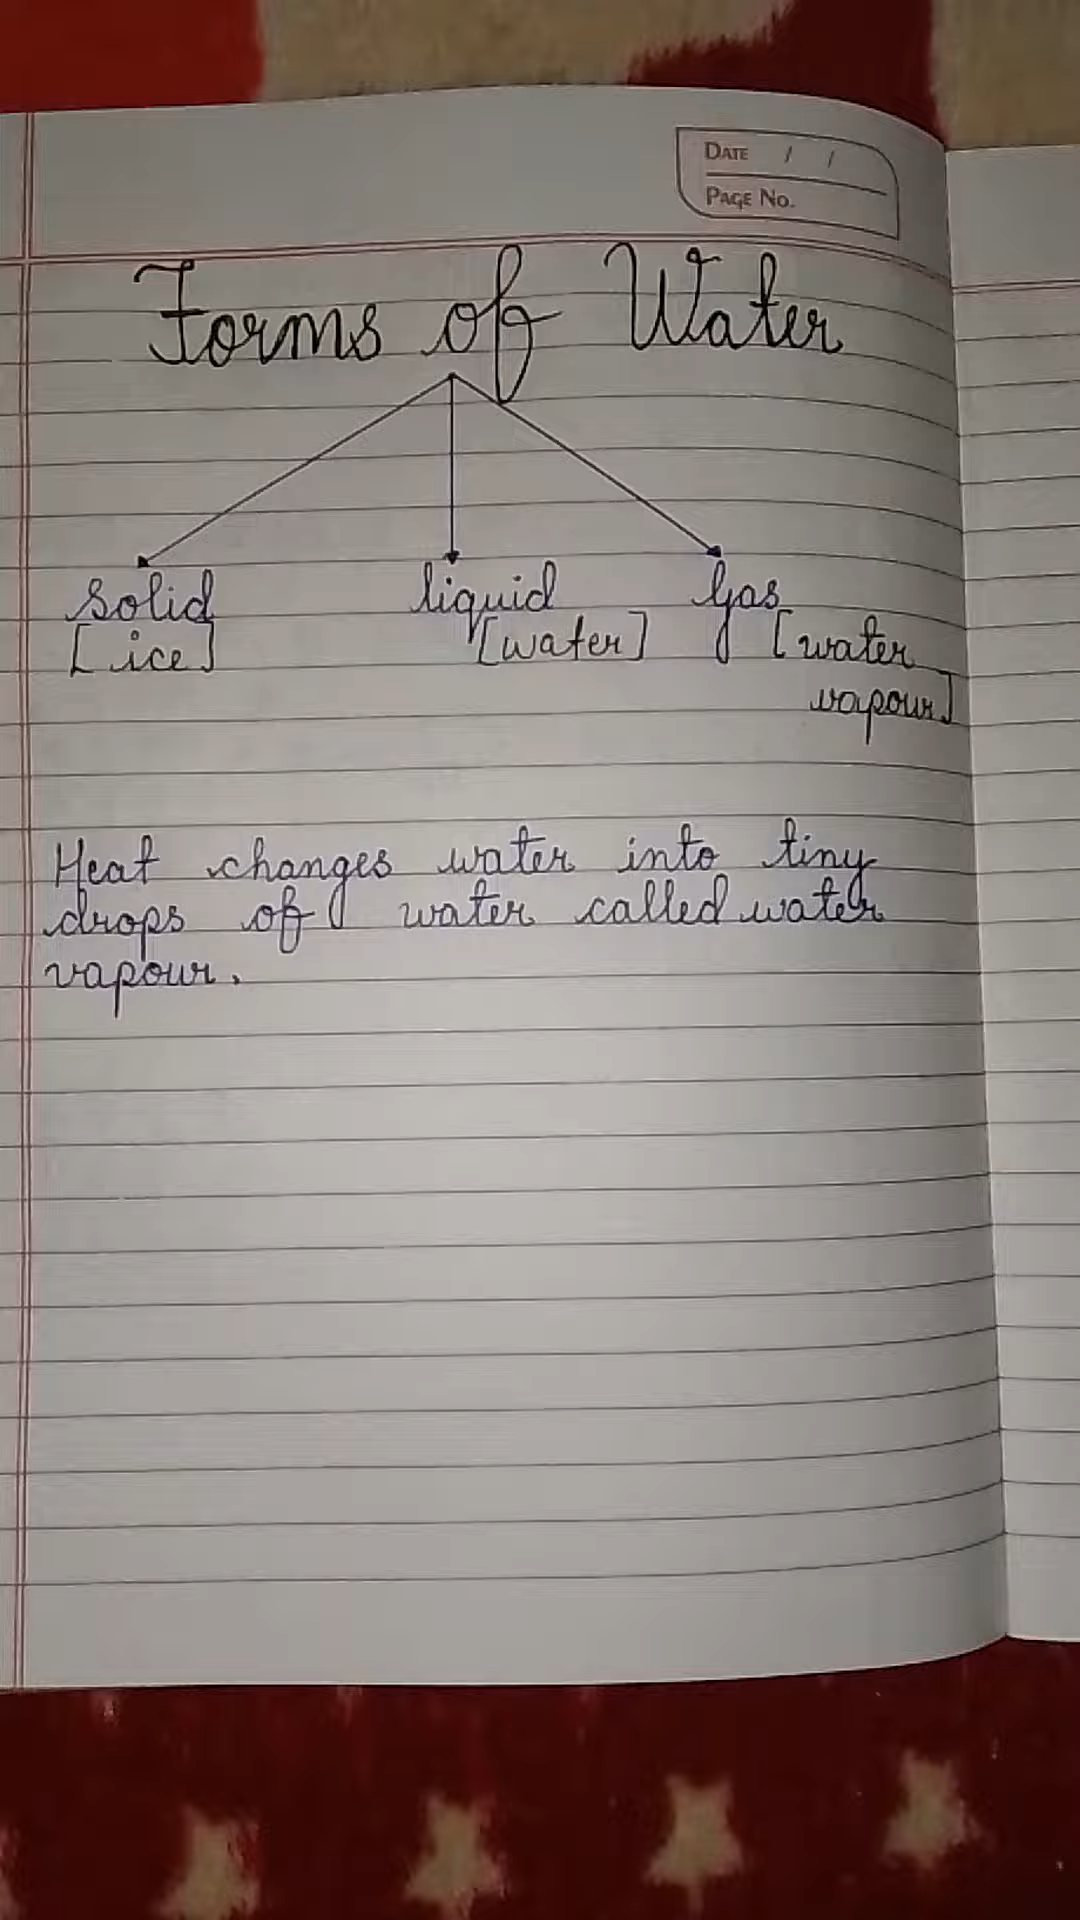 DATE / /
PAGE No.
Forms of Water
solid liquid Gas
[ice] [water] [water
vapour]
Heat changes water into tiny
drops of water called water
vapour.